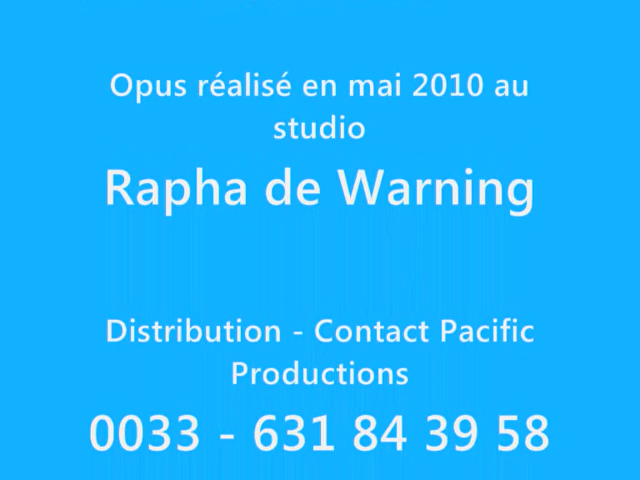 Opus réalisé en mai 2010 au
studio
Rapha de Warning
Distribution - Contact Pacific
Productions
0033 - 631 84 39 58